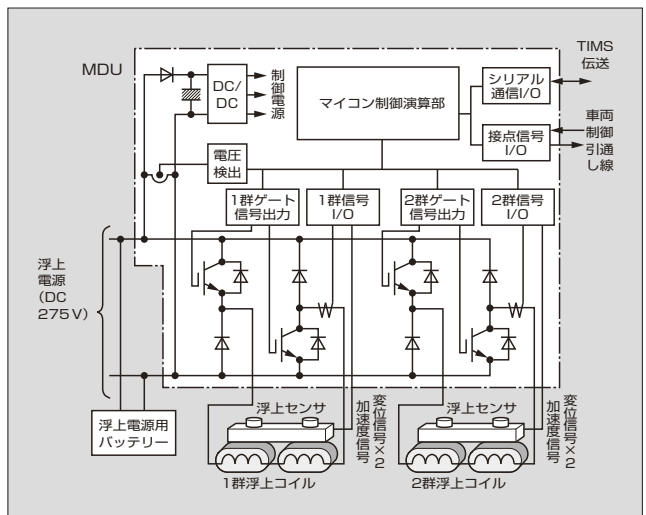 MDU
DC/
DC
制御電源
マイコン制御演算部
シリアル
通信I/O
TIMS
伝送
接点信号
I/O
車両
制御
引通
し線
電圧
検出
1群ゲート
信号出力
1群信号
I/O
2群ゲート
信号出力
2群信号
I/O
浮上
電源
(DC
275V)
浮上電源用
バッテリー
浮上センサ
変位信号×2
加速度信号
1群浮上コイル
浮上センサ
変位信号×2
加速度信号
2群浮上コイル